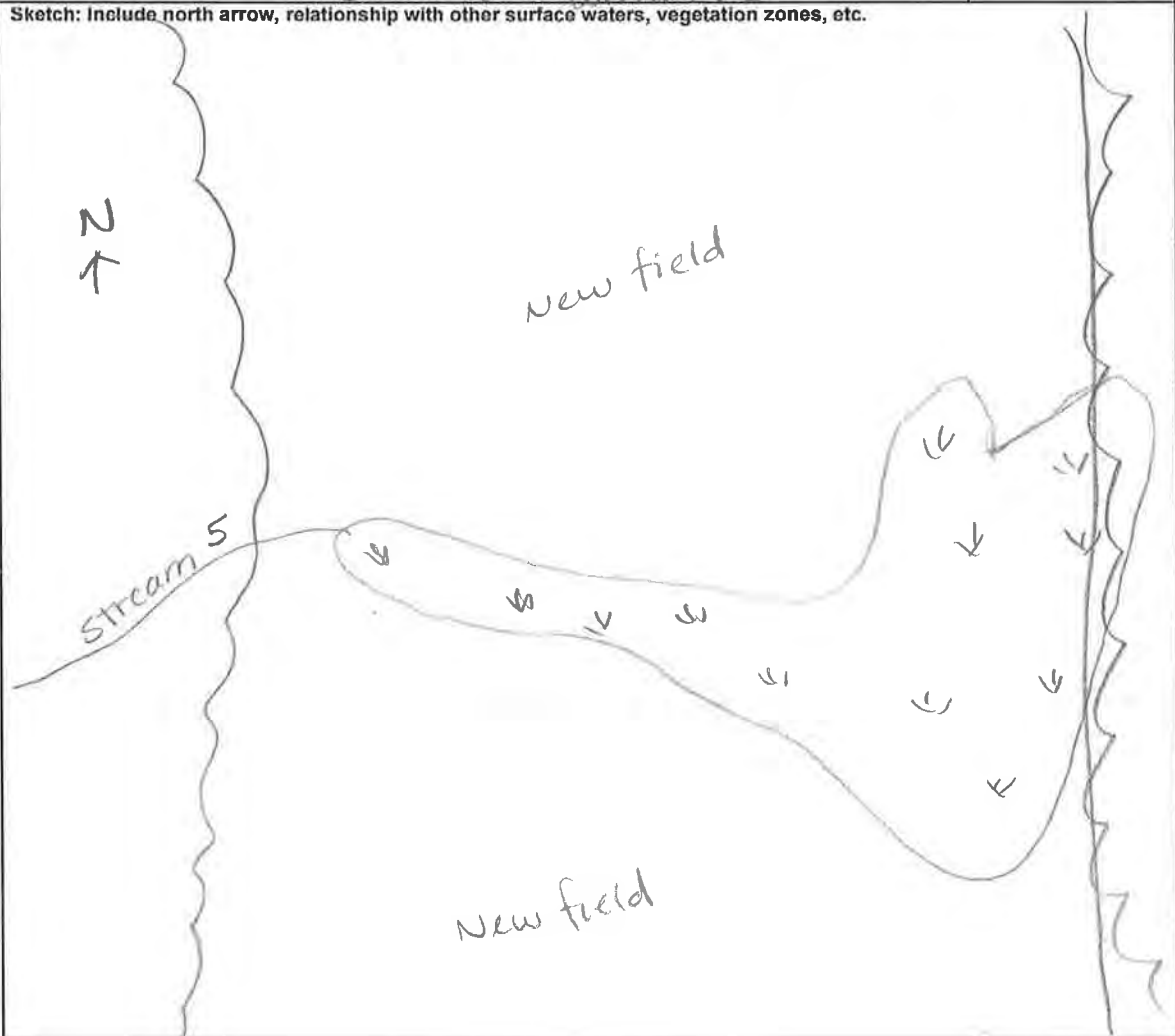 Sketch: Include north arrow, relationship with other surface waters, vegetation zones, etc.
N
New field
Stream 5
New field